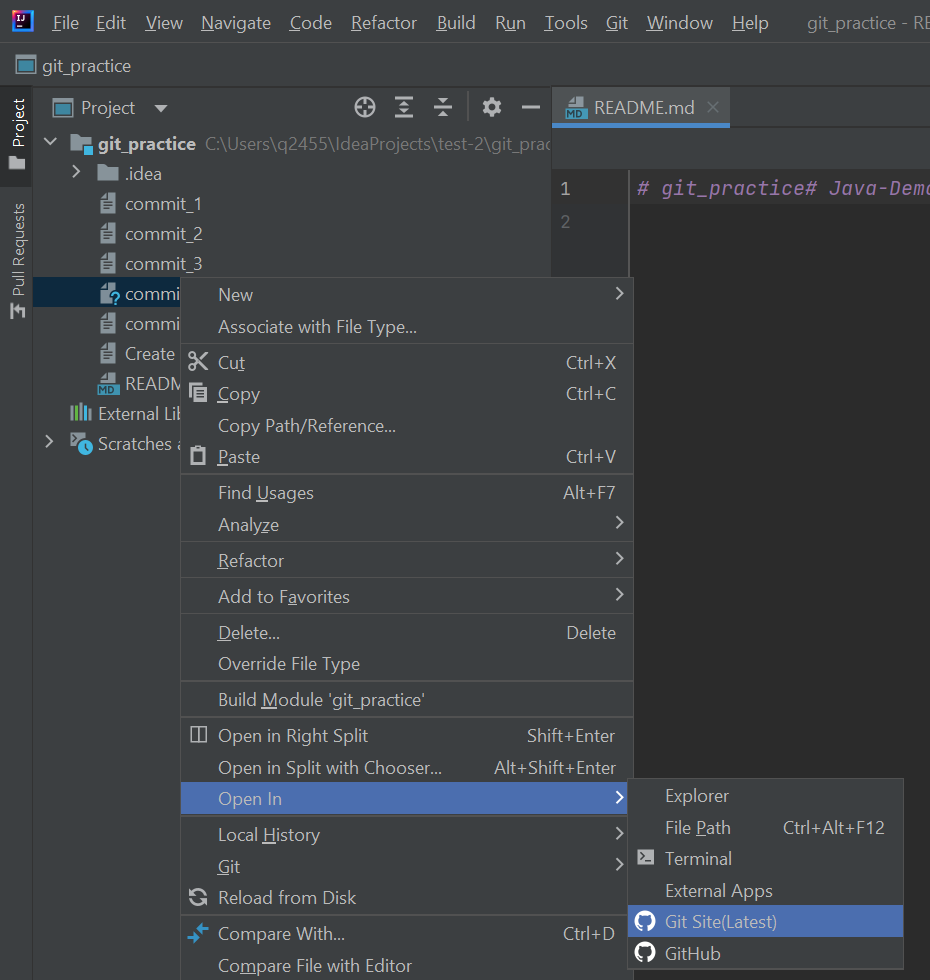 File Edit View Navigate Code Refactor Build Run Tools Git Window Help git_practice - RE
git_practice
Project
Project
README.md
git_practice C:\Users\q2455\IdeaProjects\test-2\git_prac
.idea
1 # git_practice# Java-Demo
commit_1
2
commit_2
Pull Requests
commit_3
commi
commi
Create
READM
External Lib
Scratches a
New
Associate with File Type...
Cut Ctrl+X
Copy Ctrl+C
Copy Path/Reference...
Paste Ctrl+V
Find Usages Alt+F7
Analyze
Refactor
Add to Favorites
Delete... Delete
Override File Type
Build Module 'git_practice'
Open in Right Split Shift+Enter
Open in Split with Chooser... Alt+Shift+Enter
Open In
Local History
Git
Reload from Disk
Compare With... Ctrl+D
Compare File with Editor
Explorer
File Path Ctrl+Alt+F12
Terminal
External Apps
Git Site(Latest)
GitHub